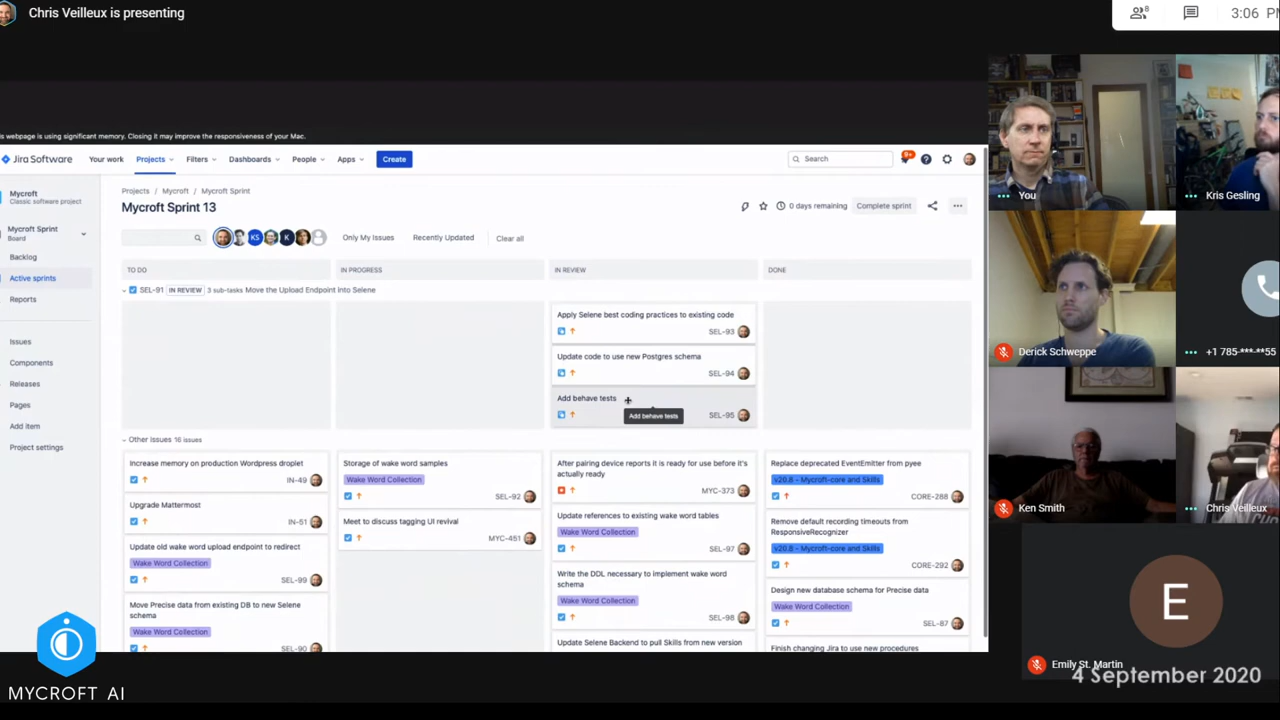 Chris Veilleux is presenting
8
3:06 PM
s webpage is using significant memory. Closing it may improve the responsiveness of your Mac.
Jira Software
Your work
Projects
Filters
Dashboards
People
Apps
Create
Search
9+
Mycroft
Classic software project
Mycroft Sprint
Board
Backlog
Active sprints
Reports
Issues
Components
Releases
Pages
Add item
Project settings
Projects / Mycroft / Mycroft Sprint
Mycroft Sprint 13
0 days remaining
Complete sprint
KS
K
Only My Issues
Recently Updated
Clear all
TO DO
IN PROGRESS
IN REVIEW
DONE
SEL-91 IN REVIEW 3 sub-tasks Move the Upload Endpoint into Selene
Apply Selene best coding practices to existing code
SEL-93
Update code to use new Postgres schema
SEL-94
Add behave tests
Add behave tests
SEL-95
Other Issues 16 issues
Increase memory on production Wordpress droplet
IN-49
Upgrade Mattermost
IN-51
Update old wake word upload endpoint to redirect
Wake Word Collection
SEL-99
Move Precise data from existing DB to new Selene
schema
Wake Word Collection
SEL-90
Storage of wake word samples
Wake Word Collection
SEL-92
Meet to discuss tagging UI revival
MYC-451
After pairing device reports it is ready for use before it's
actually ready
MYC-373
Update references to existing wake word tables
Wake Word Collection
SEL-97
Write the DDL necessary to implement wake word
schema
Wake Word Collection
SEL-98
Update Selene Backend to pull Skills from new version
Replace deprecated EventEmitter from pyee
v20.8 - Mycroft-core and Skills
CORE-288
Remove default recording timeouts from
ResponsiveRecognizer
v20.8 - Mycroft-core and Skills
CORE-292
Design new database schema for Precise data
Wake Word Collection
SEL-87
Finish changing Jira to use new procedures
You
Kris Gesling
Derick Schweppe
+1 785-***-**55
Ken Smith
Chris Veilleux
E
Emily St. Martin
4 September 2020
MYCROFT AI